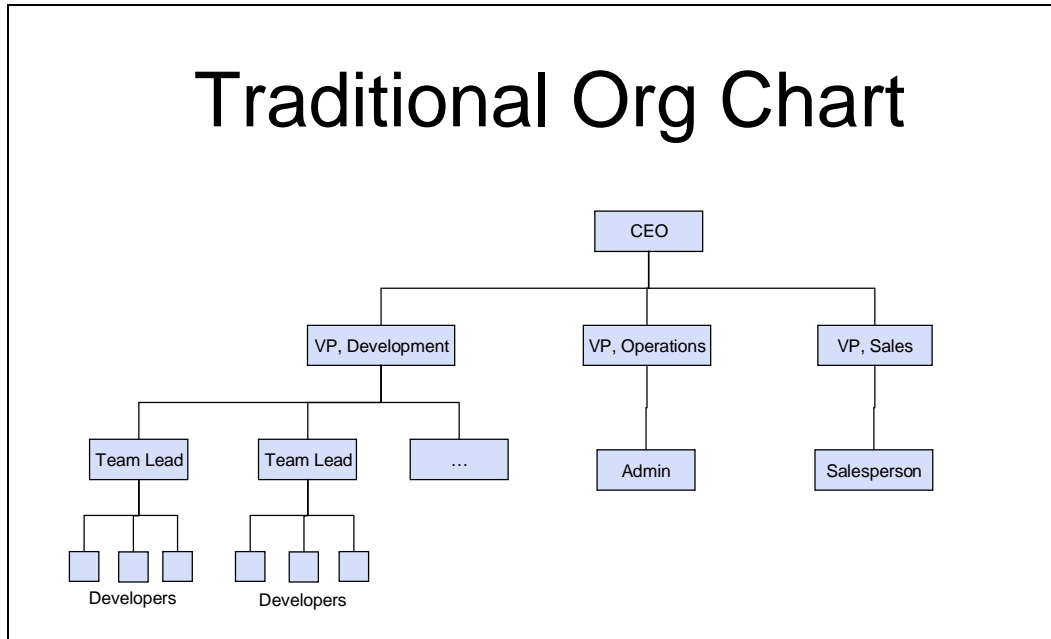 Traditional Org Chart
CEO
VP, Development
VP, Operations
VP, Sales
Team Lead
Team Lead
…
Admin
Salesperson
Developers
Developers